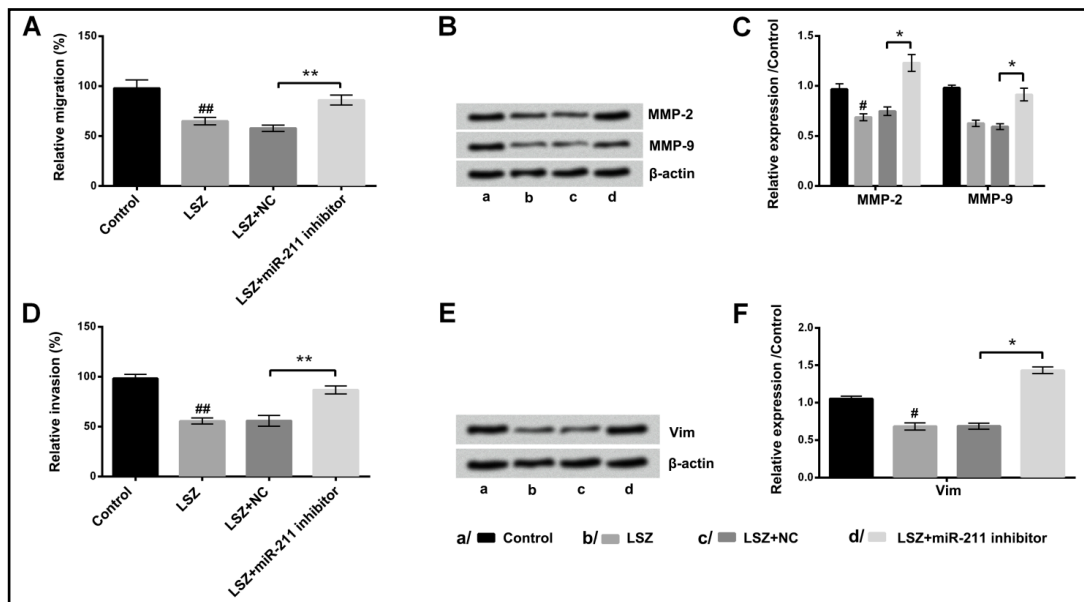 A
Relative migration (%)
150
100
50
0
##
**
Control
LSZ
LSZ+NC
LSZ+miR-211 inhibitor
B
MMP-2
MMP-9
β-actin
a b c d
C
Relative expression /Control
1.5
1.0
0.5
0.0
#
*
*
MMP-2 MMP-9
D
Relative invasion (%)
150
100
50
0
##
**
Control
LSZ
LSZ+NC
LSZ+miR-211 inhibitor
E
Vim
β-actin
a b c d
F
Relative expression /Control
2.0
1.5
1.0
0.5
0.0
#
*
Vim
a/ Control b/ LSZ c/ LSZ+NC d/ LSZ+miR-211 inhibitor